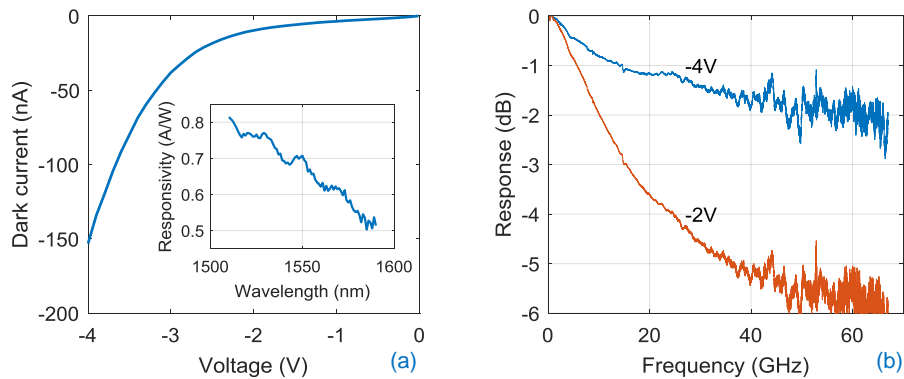 0
-50
-100
-150
-200
Dark current (nA)
-4
-3
-2
-1
0
Voltage (V)
(a)
0.8
0.7
0.6
0.5
Responsivity (A/W)
1500
1550
1600
Wavelength (nm)
0
-1
-2
-3
-4
-5
-6
Response (dB)
-4V
-2V
0
20
40
60
Frequency (GHz)
(b)